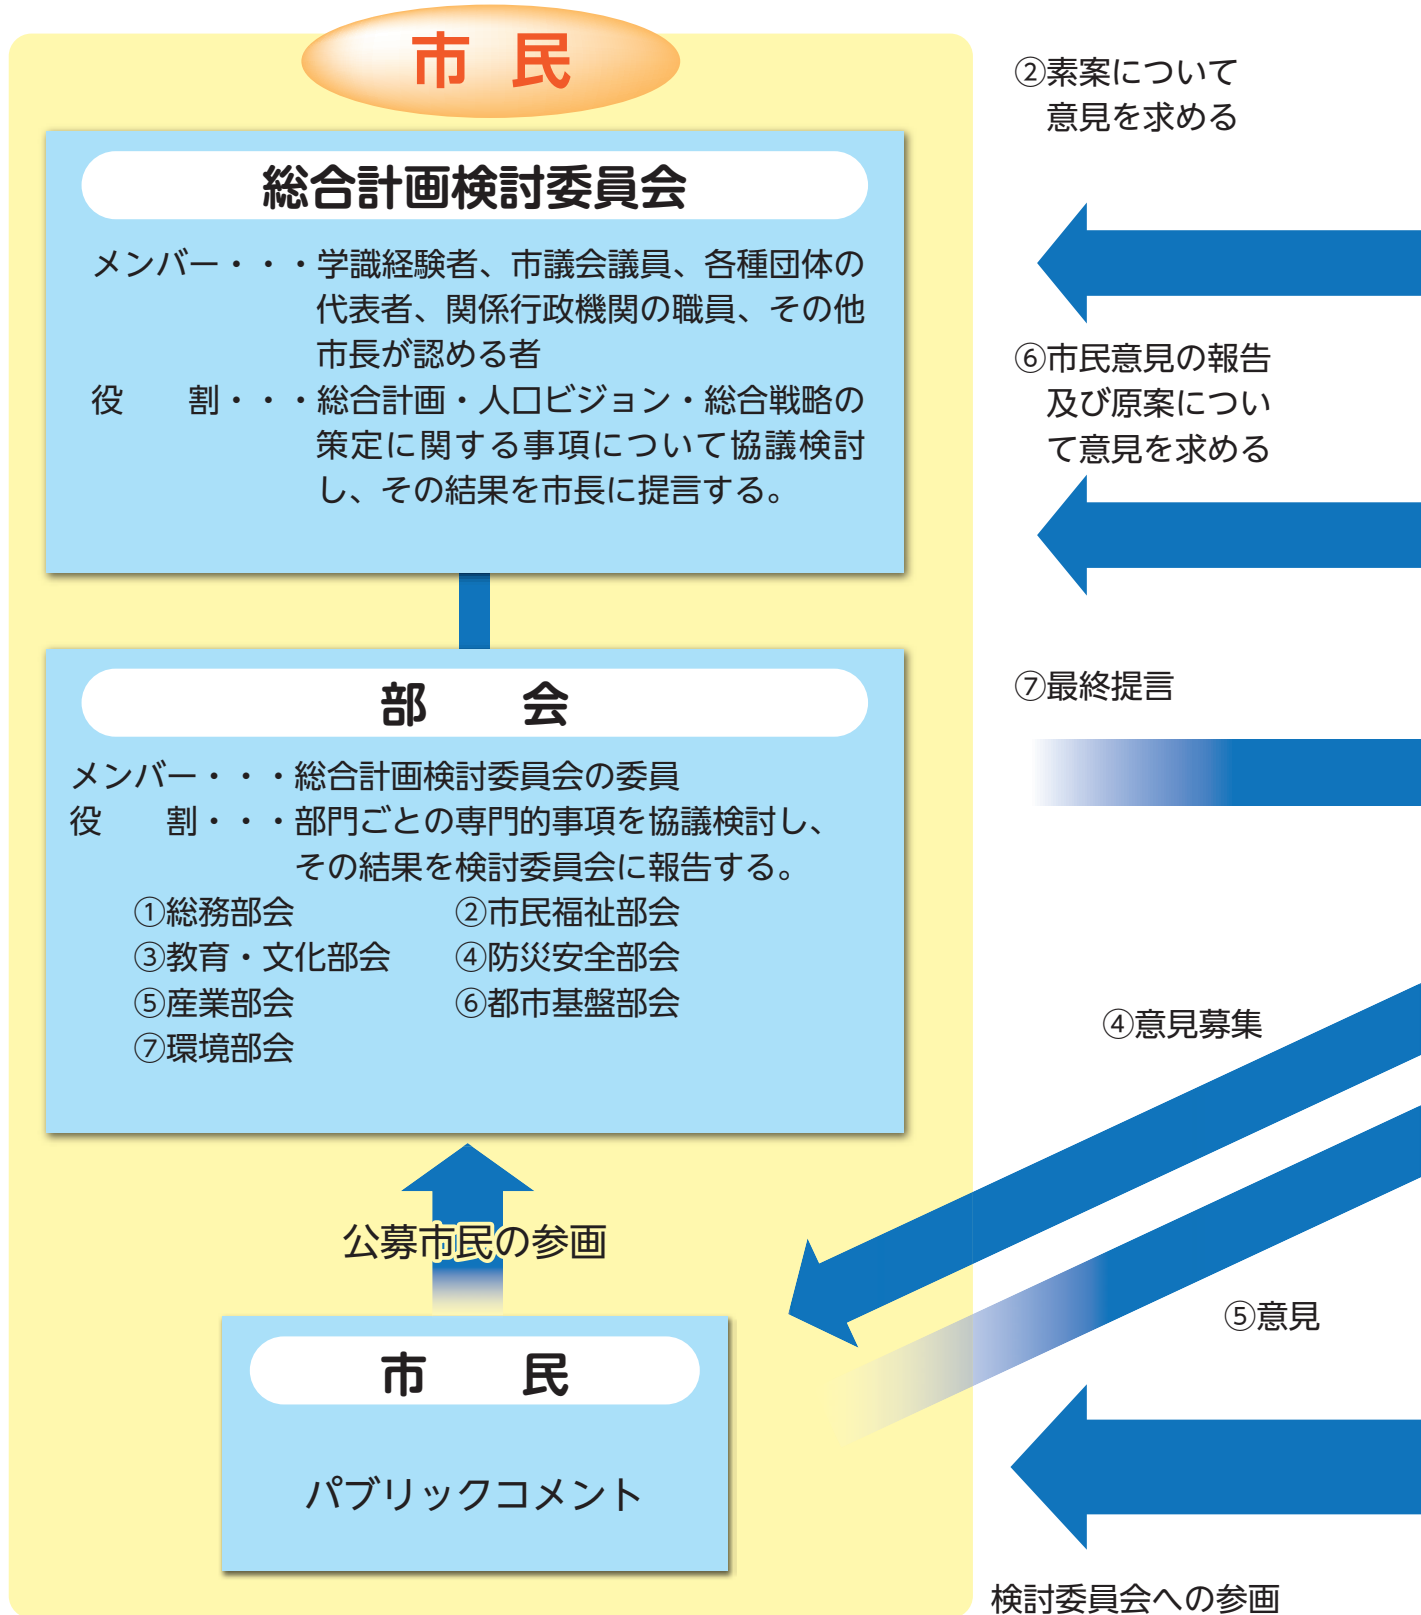 市 民
総合計画検討委員会
メンバー・・・学識経験者、市議会議員、各種団体の
代表者、関係行政機関の職員、その他
市長が認める者
役　　割・・・総合計画・人口ビジョン・総合戦略の
策定に関する事項について協議検討
し、その結果を市長に提言する。
部　　会
メンバー・・・総合計画検討委員会の委員
役　　割・・・部門ごとの専門的事項を協議検討し、
その結果を検討委員会に報告する。
①総務部会　　②市民福祉部会
③教育・文化部会　　④防災安全部会
⑤産業部会　　⑥都市基盤部会
⑦環境部会
公募市民の参画
市　　民
パブリックコメント
②素案について
意見を求める
⑥市民意見の報告
及び原案につい
て意見を求める
⑦最終提言
④意見募集
⑤意見
検討委員会への参画